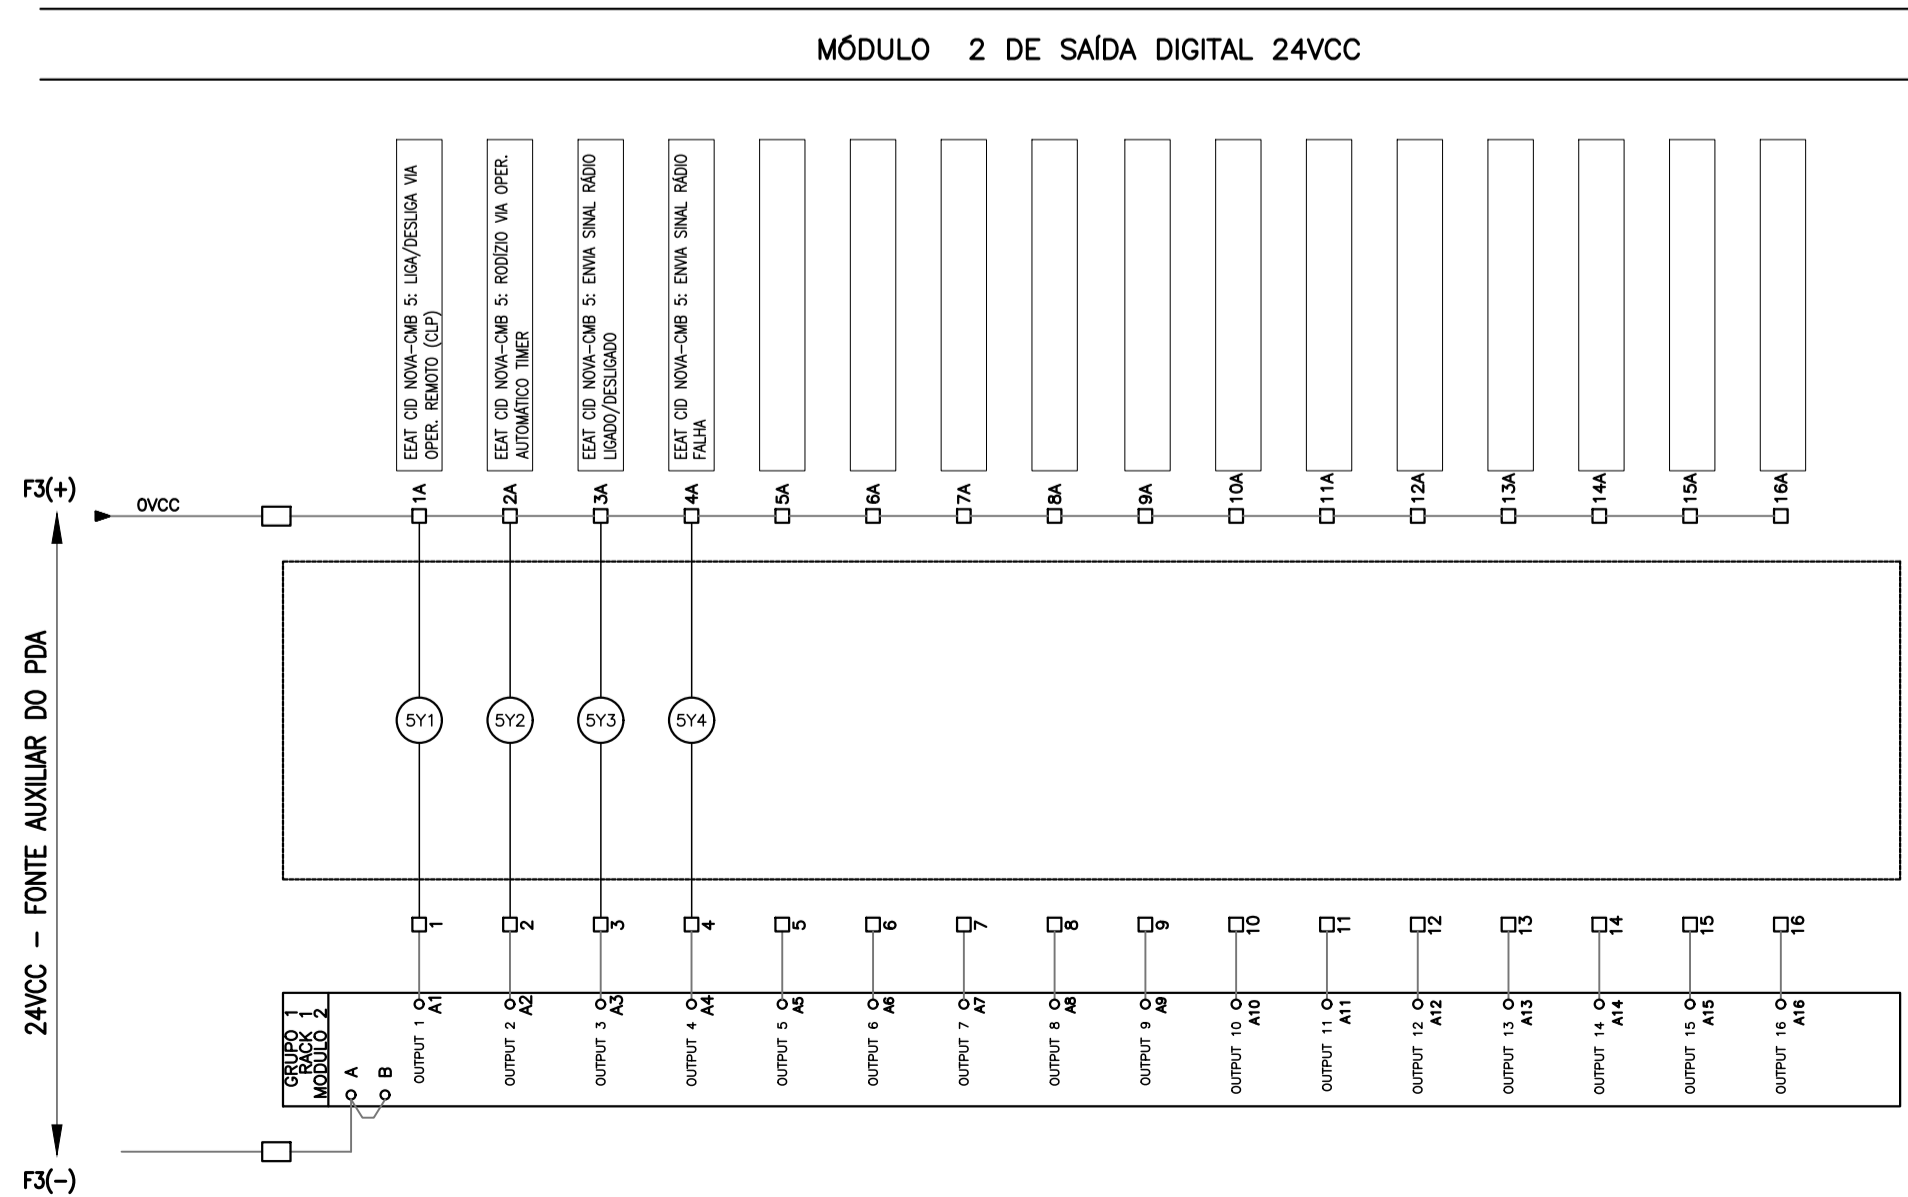 MÓDULO 2 DE SAÍDA DIGITAL 24VCC
EEAT CID NOVA-CMB 5: LIGA/DESLIGA VIA
OPER. REMOTO (CLP)
EEAT CID NOVA-CMB 5: RODÍZIO VIA OPER.
AUTOMÁTICO TIMER
EEAT CID NOVA-CMB 5: ENVIA SINAL RÁDIO
LIGADO/DESLIGADO
EEAT CID NOVA-CMB 5: ENVIA SINAL RÁDIO
FALHA
F3(+)
0VCC
1A
2A
3A
4A
5A
6A
7A
8A
9A
10A
11A
12A
13A
14A
15A
16A
24VCC - FONTE AUXILIAR DO PDA
5Y1
5Y2
5Y3
5Y4
1
2
3
4
5
6
7
8
9
10
11
12
13
14
15
16
GRUPO 1
RACK 1
MODULO 2
A
B
OUTPUT 1
A1
OUTPUT 2
A2
OUTPUT 3
A3
OUTPUT 4
A4
OUTPUT 5
A5
OUTPUT 6
A6
OUTPUT 7
A7
OUTPUT 8
A8
OUTPUT 9
A9
OUTPUT 10
A10
OUTPUT 11
A11
OUTPUT 12
A12
OUTPUT 13
A13
OUTPUT 14
A14
OUTPUT 15
A15
OUTPUT 16
A16
F3(-)